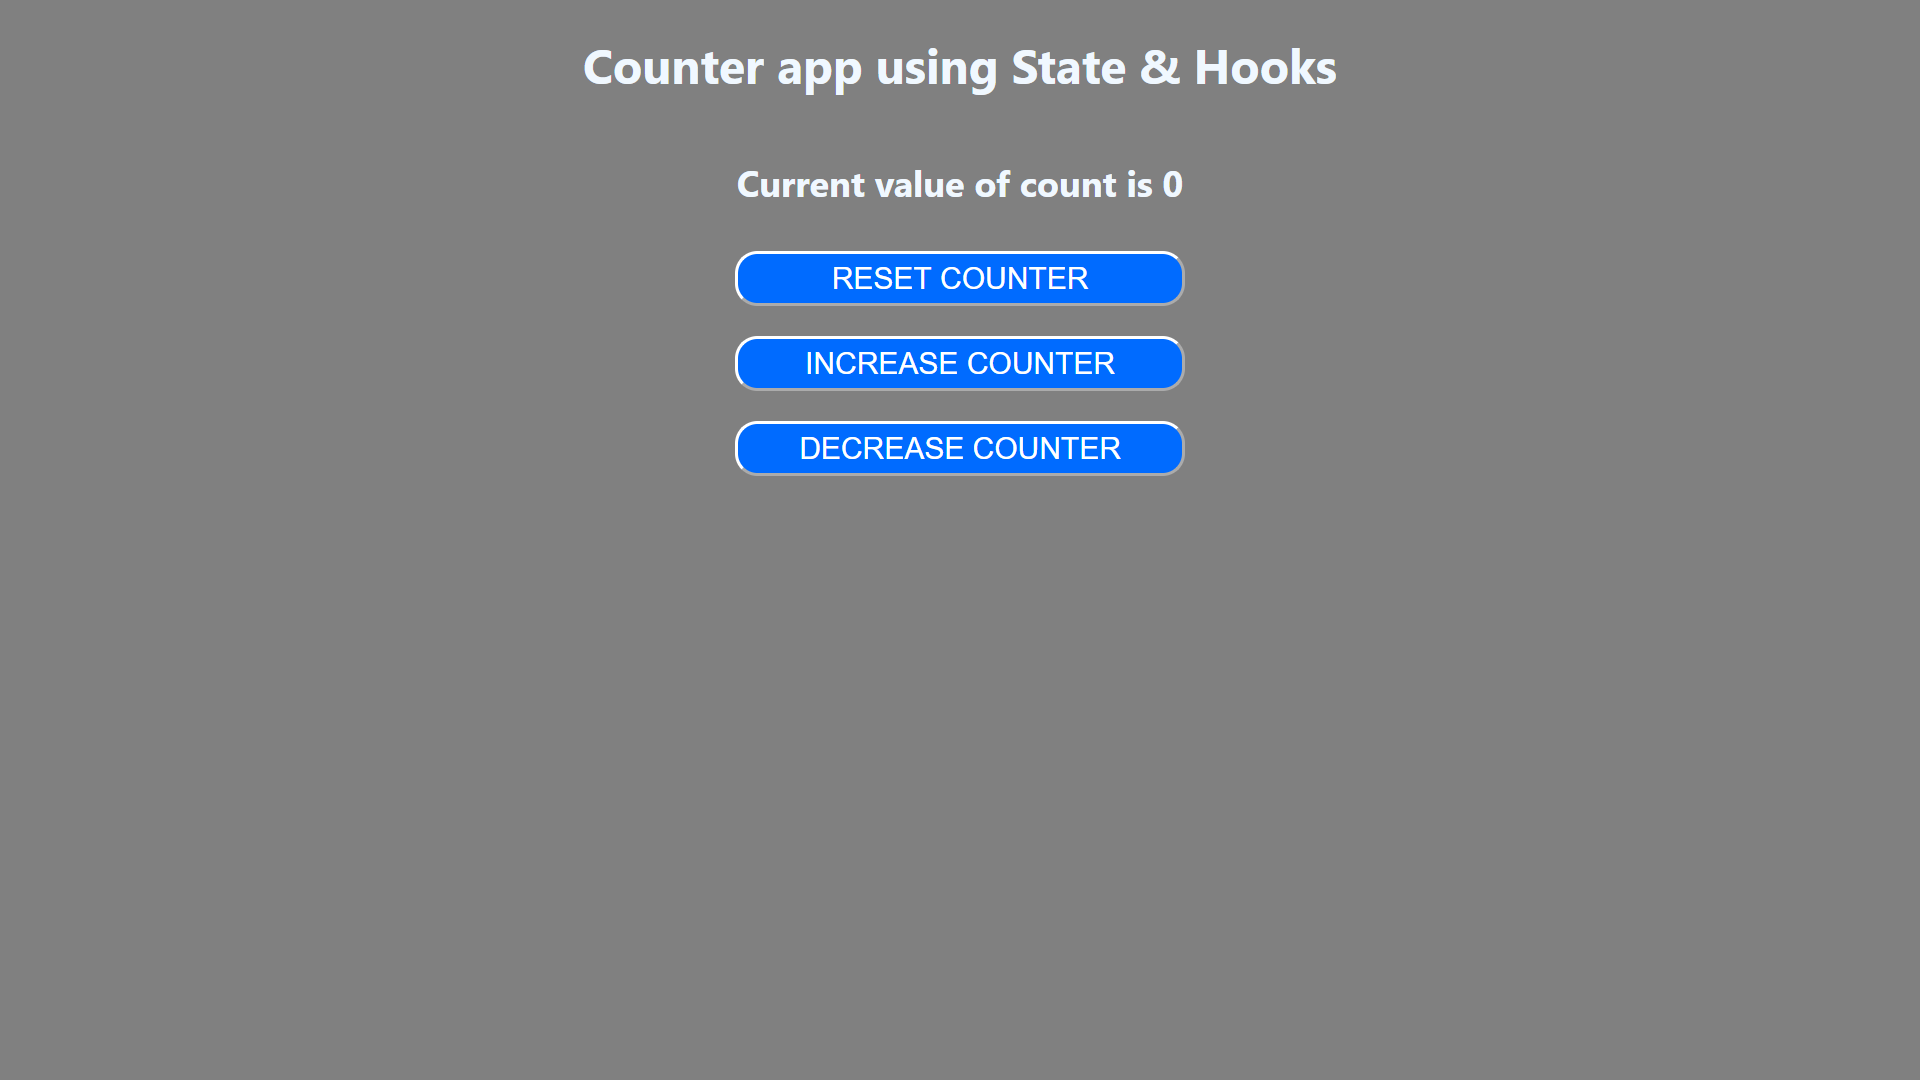 Counter app using State & Hooks
Current value of count is 0
RESET COUNTER
INCREASE COUNTER
DECREASE COUNTER